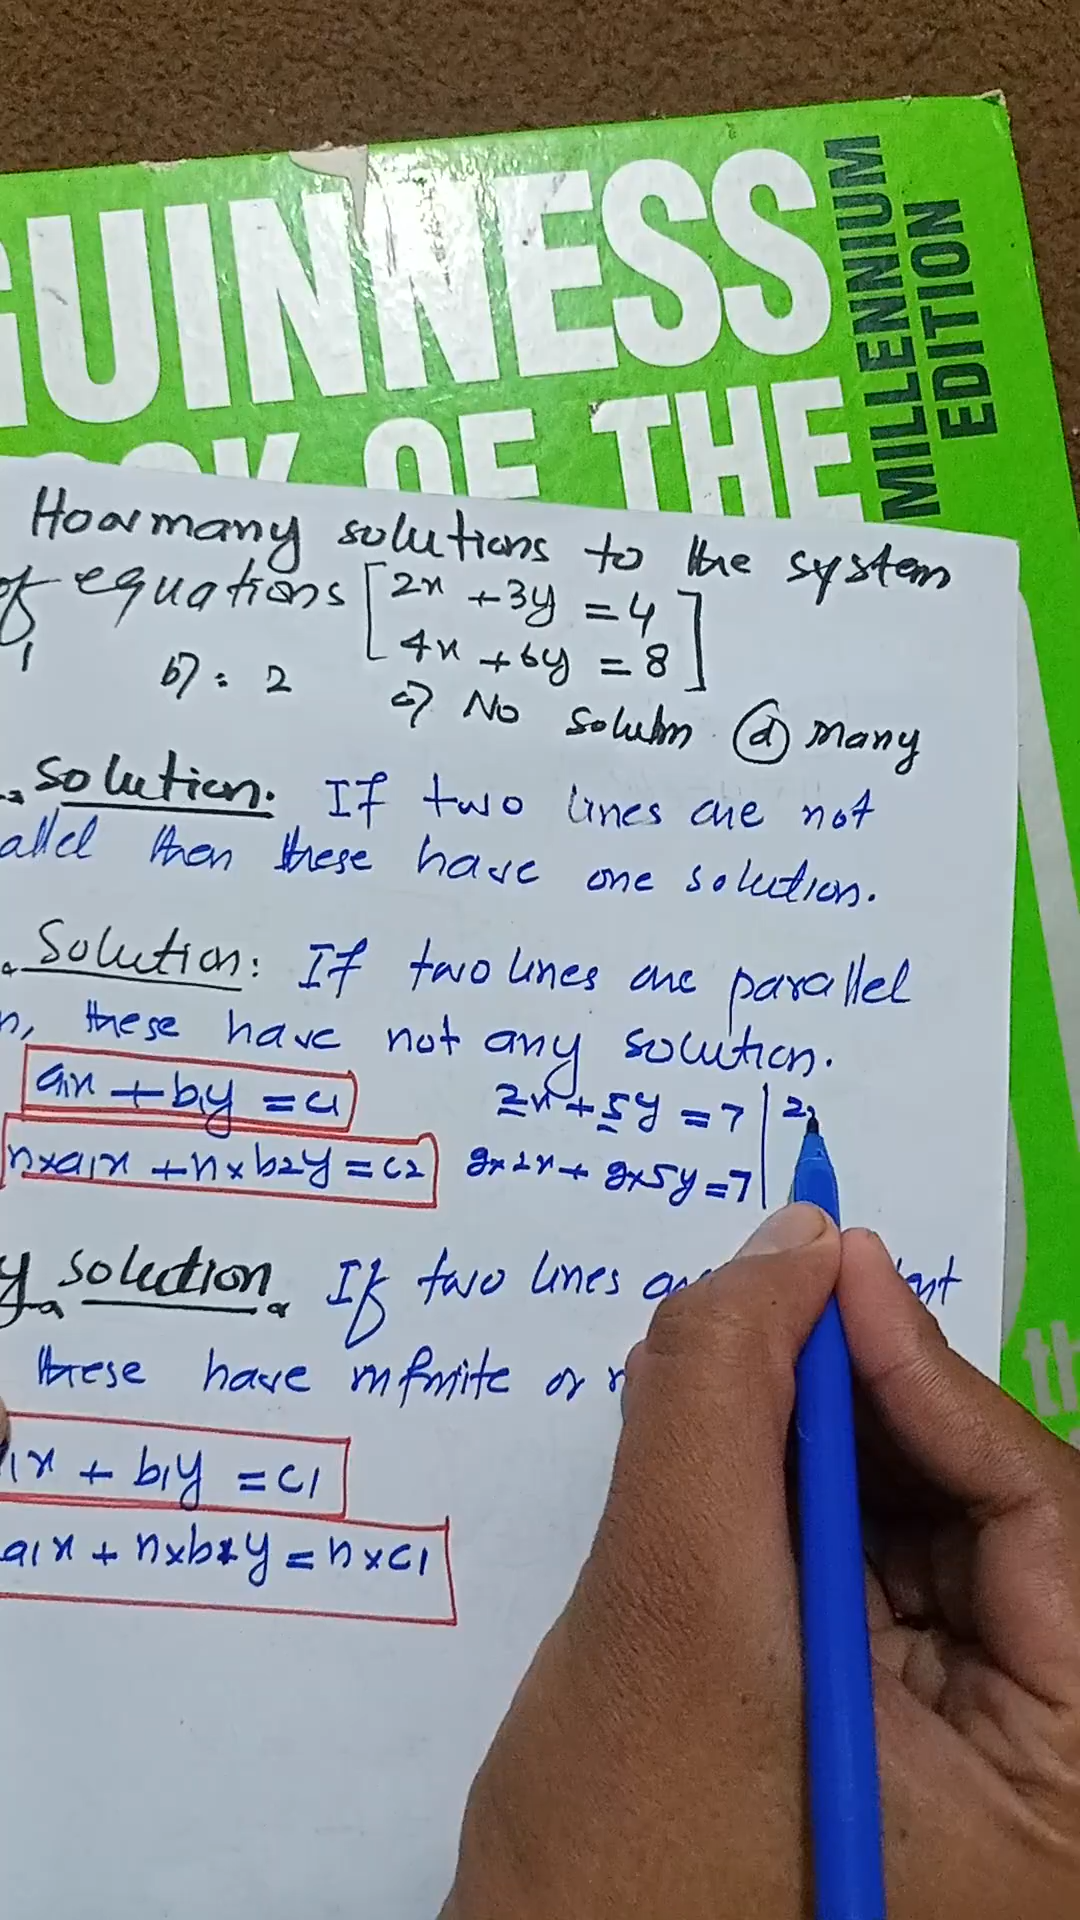 GUINNESS
OF THE
MILLENNIUM
EDITION
How many solutions to the system
of equations [2x + 3y = 4
4x + 6y = 8]
1 b) = 2 c) No Solutn (d) many
solution. If two lines are not
allel then these have one solution.
Solution: If two lines are parallel
n, these have not any solution.
a1x + b1y = c1 2x + 5y = 7 | 2
n×a1x + n×b2y = c2 2×2x + 2×5y = 7
y solution. If two lines
these have infinite or
1x + b1y = c1
a1x + n×b1y = n×c1